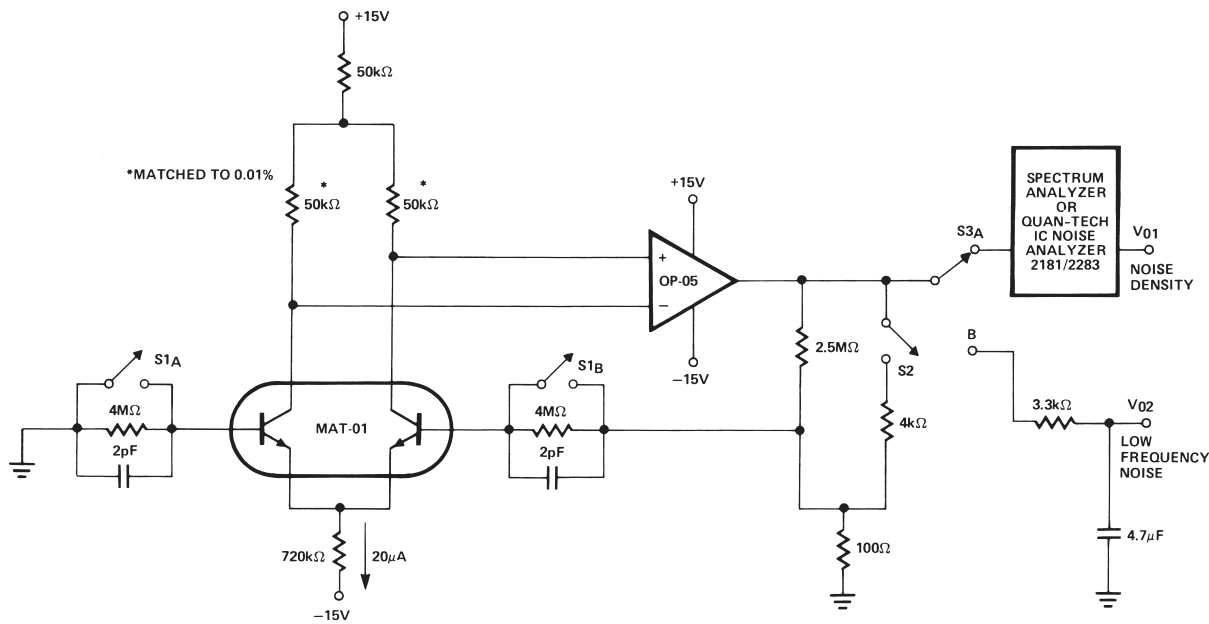 +15V
50kΩ
*MATCHED TO 0.01%
*
50kΩ
*
50kΩ
+15V
+
OP-05
−
−15V
S3A
SPECTRUM
ANALYZER
OR
QUAN-TECH
IC NOISE
ANALYZER
2181/2283
V01
NOISE
DENSITY
S1A
4MΩ
2pF
MAT-01
S1B
4MΩ
2pF
2.5MΩ
S2
4kΩ
B
3.3kΩ
V02
LOW
FREQUENCY
NOISE
720kΩ
20μA
−15V
100Ω
4.7μF